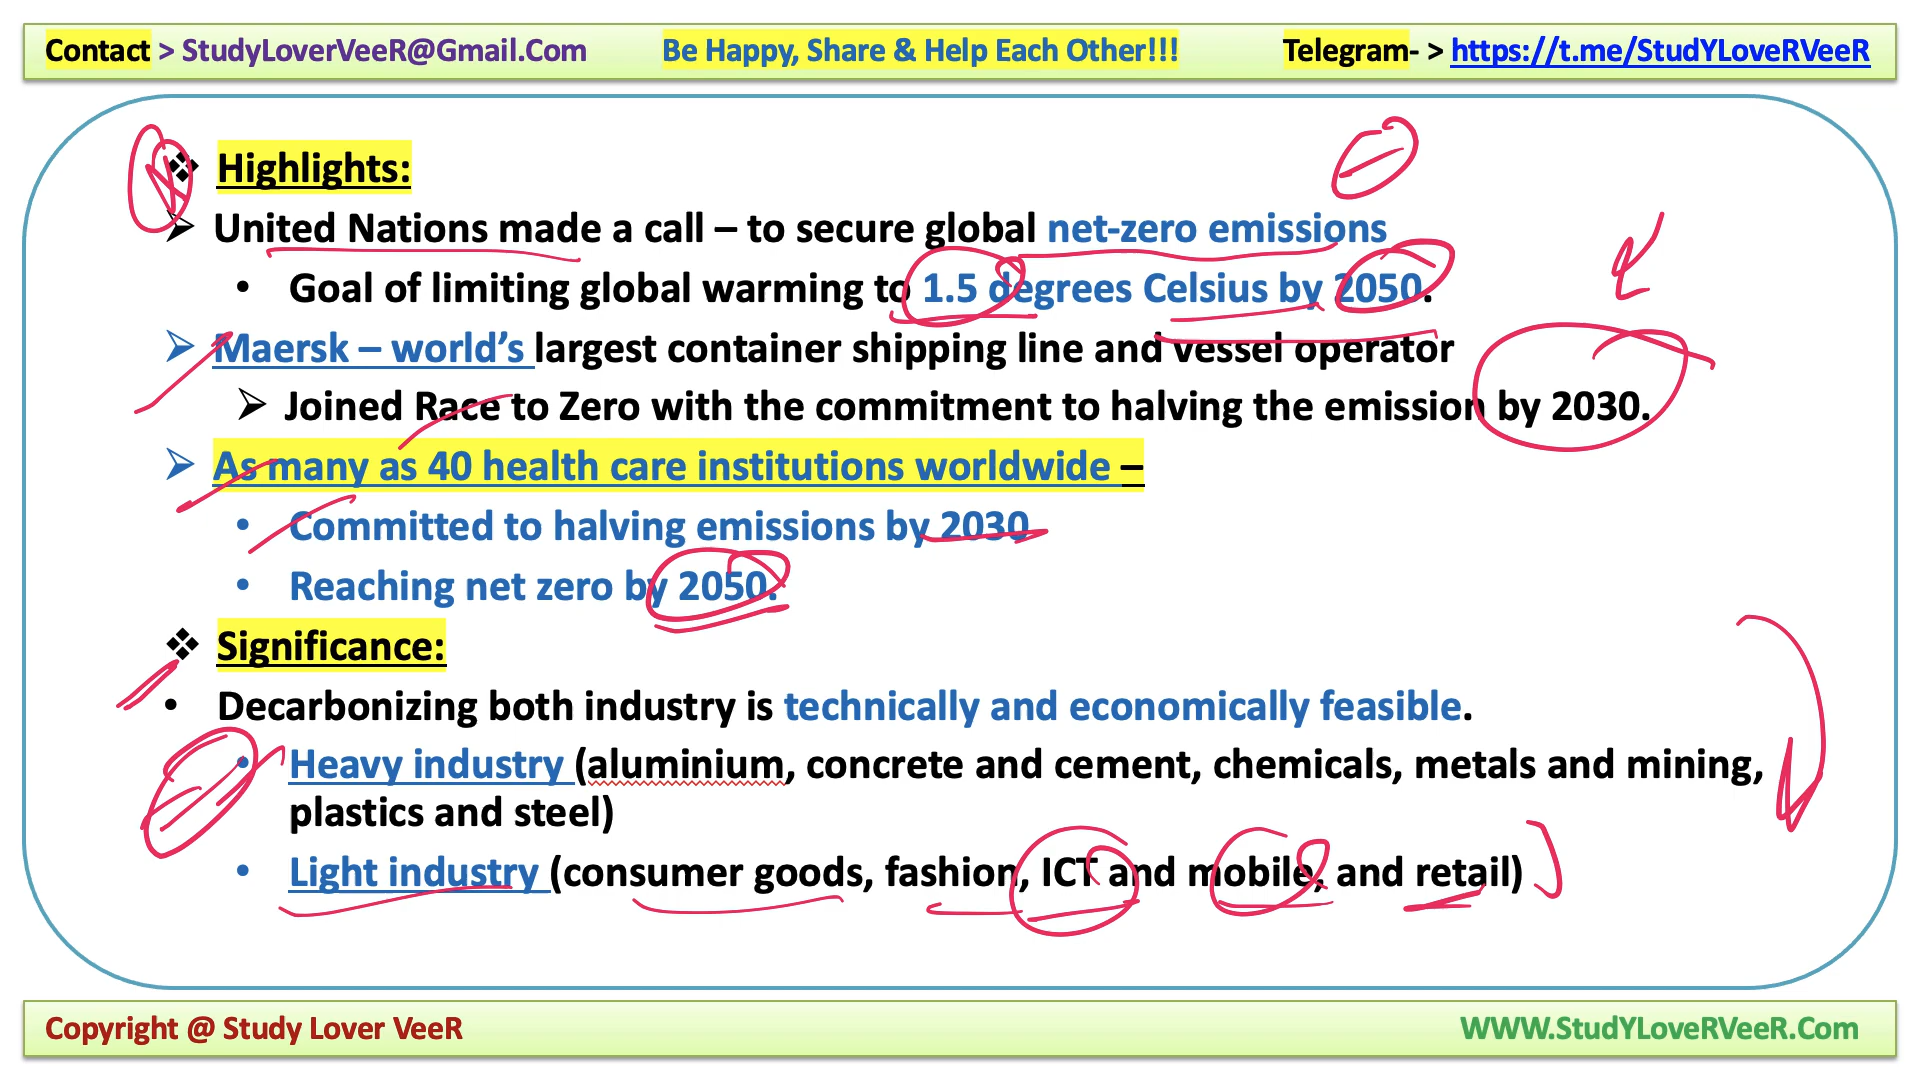 Contact > StudyLoverVeeR@Gmail.Com Be Happy, Share & Help Each Other!!! Telegram- > https://t.me/StudYLoveRVeeR
❖ Highlights:
➢ United Nations made a call – to secure global net-zero emissions
• Goal of limiting global warming to 1.5 degrees Celsius by 2050.
➢ Maersk – world’s largest container shipping line and vessel operator
➢ Joined Race to Zero with the commitment to halving the emission by 2030.
➢ As many as 40 health care institutions worldwide –
• Committed to halving emissions by 2030
• Reaching net zero by 2050.
❖ Significance:
• Decarbonizing both industry is technically and economically feasible.
• Heavy industry (aluminium, concrete and cement, chemicals, metals and mining,
plastics and steel)
• Light industry (consumer goods, fashion, ICT and mobile, and retail)
Copyright @ Study Lover VeeR WWW.StudYLoveRVeeR.Com